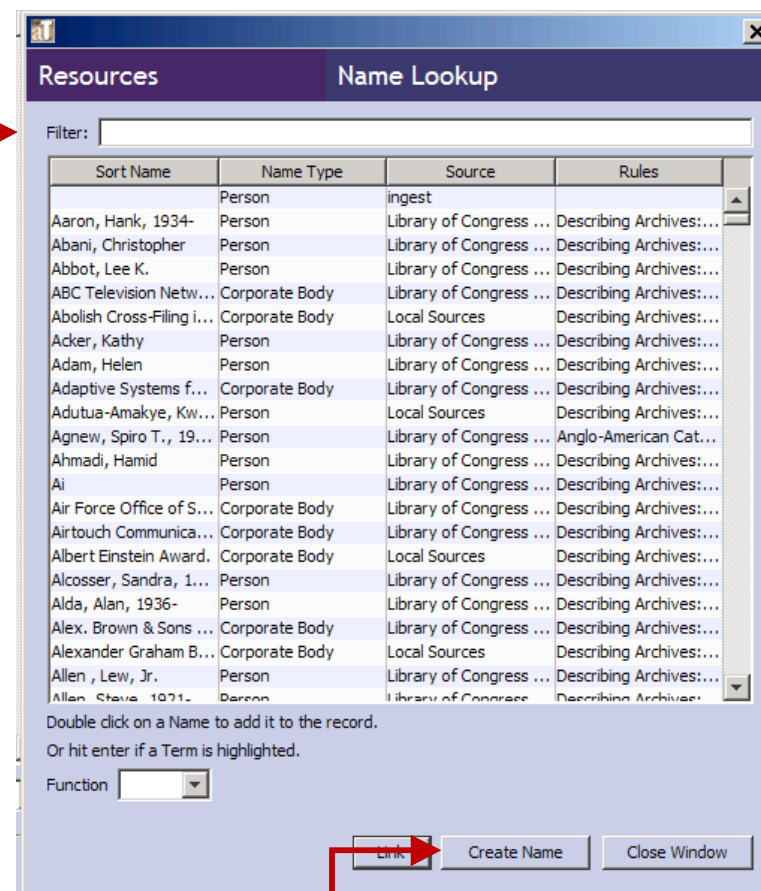 aT
Resources Name Lookup
Filter:
Sort Name Name Type Source Rules
Person ingest
Aaron, Hank, 1934- Person Library of Congress ... Describing Archives:...
Abani, Christopher Person Library of Congress ... Describing Archives:...
Abbot, Lee K. Person Library of Congress ... Describing Archives:...
ABC Television Netw... Corporate Body Library of Congress ... Describing Archives:...
Abolish Cross-Filing i... Corporate Body Local Sources Describing Archives:...
Acker, Kathy Person Library of Congress ... Describing Archives:...
Adam, Helen Person Library of Congress ... Describing Archives:...
Adaptive Systems f... Corporate Body Library of Congress ... Describing Archives:...
Adutua-Amakye, Kw... Person Local Sources Describing Archives:...
Agnew, Spiro T., 19... Person Library of Congress ... Anglo-American Cat...
Ahmadi, Hamid Person Library of Congress ... Describing Archives:...
Ai Person Library of Congress ... Describing Archives:...
Air Force Office of S... Corporate Body Library of Congress ... Describing Archives:...
Airtouch Communica... Corporate Body Library of Congress ... Describing Archives:...
Albert Einstein Award. Corporate Body Local Sources Describing Archives:...
Alcosser, Sandra, 1... Person Library of Congress ... Describing Archives:...
Alda, Alan, 1936- Person Library of Congress ... Describing Archives:...
Alex. Brown & Sons ... Corporate Body Library of Congress ... Describing Archives:...
Alexander Graham B... Corporate Body Local Sources Describing Archives:...
Allen , Lew, Jr. Person Library of Congress ... Describing Archives:...
Allen, Steve, 1921- Person Library of Congress ... Describing Archives:...
Double click on a Name to add it to the record.
Or hit enter if a Term is highlighted.
Function
Link Create Name Close Window